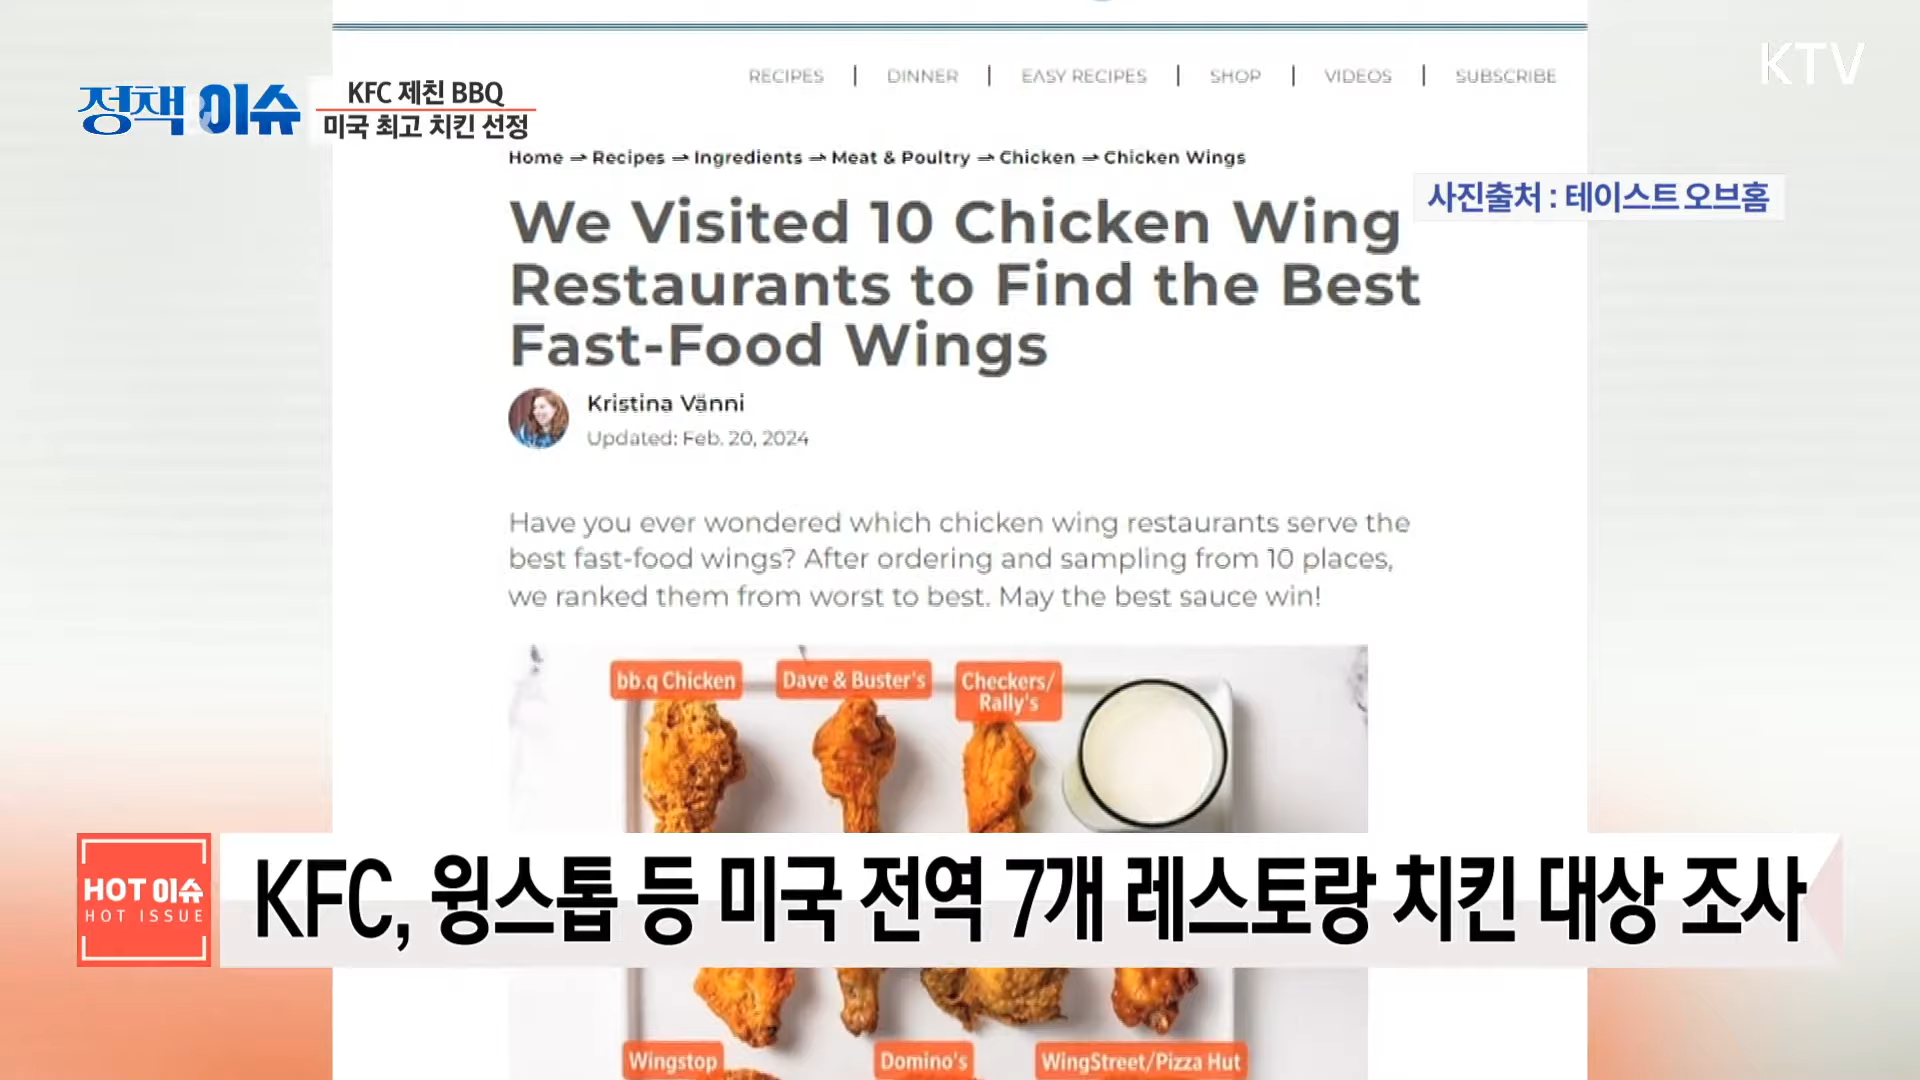 KTV
정책&이슈
KFC 제친 BBQ
미국 최고 치킨 선정
RECIPES | DINNER | EASY RECIPES | SHOP | VIDEOS | SUBSCRIBE
Home ⇀ Recipes ⇀ Ingredients ⇀ Meat & Poultry ⇀ Chicken ⇀ Chicken Wings
사진출처 : 테이스트 오브 홈
We Visited 10 Chicken Wing
Restaurants to Find the Best
Fast-Food Wings
Kristina Vänni
Updated: Feb. 20, 2024
Have you ever wondered which chicken wing restaurants serve the
best fast-food wings? After ordering and sampling from 10 places,
we ranked them from worst to best. May the best sauce win!
bb.q Chicken
Dave & Buster's
Checkers/
Rally's
HOT 이슈
HOT ISSUE
KFC, 윙스톱 등 미국 전역 7개 레스토랑 치킨 대상 조사
Wingstop
Domino's
WingStreet/Pizza Hut